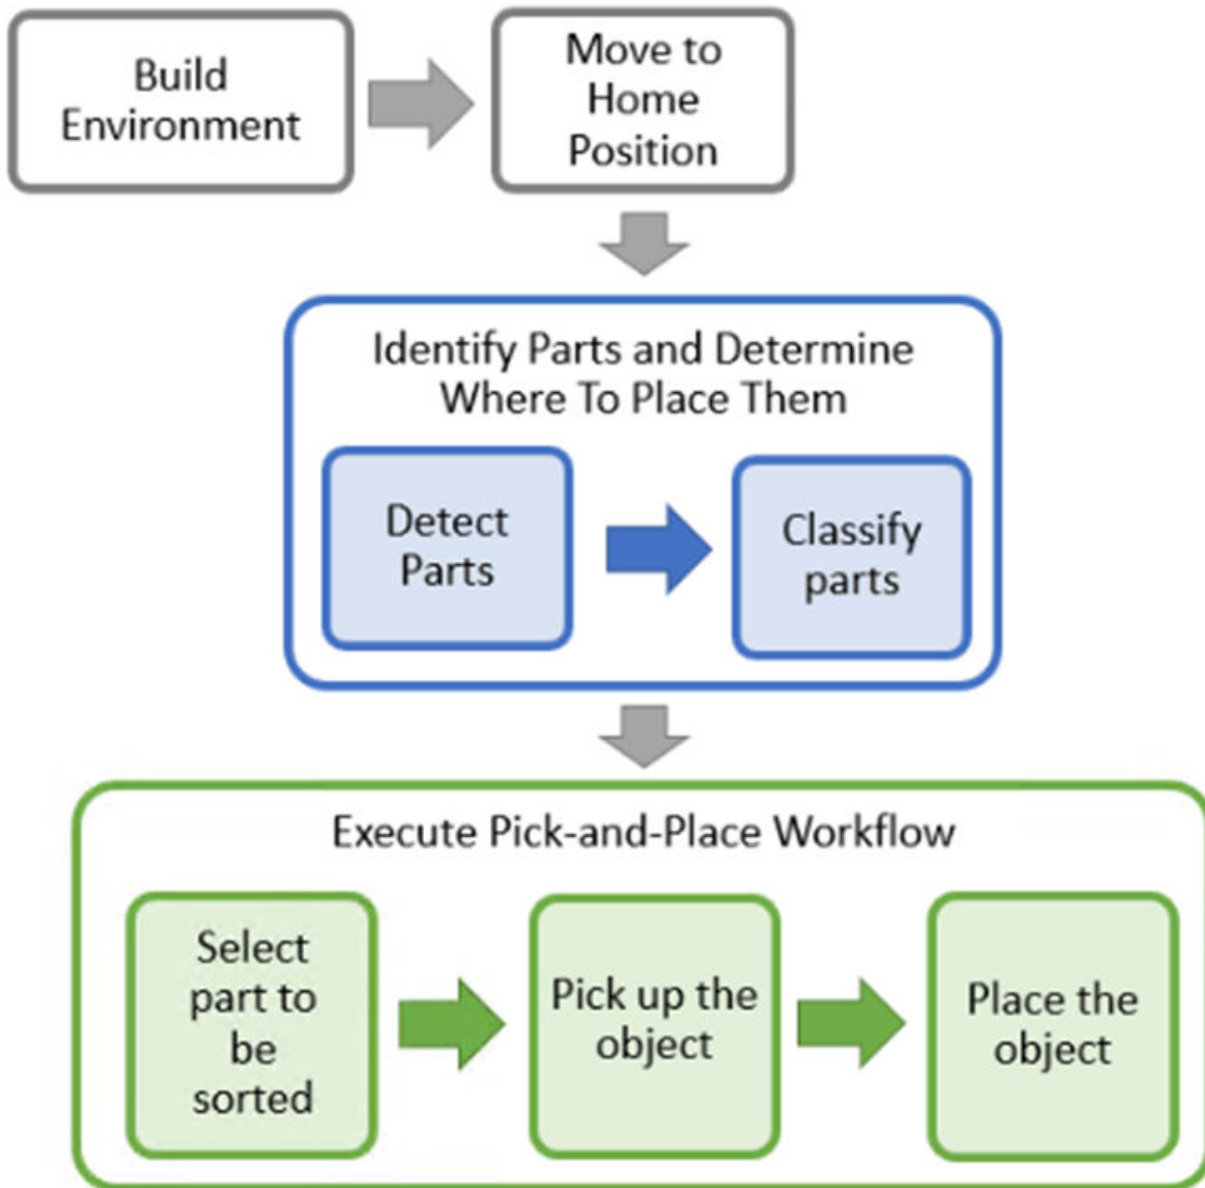 Build
Environment
Move to
Home
Position
Identify Parts and Determine
Where To Place Them
Detect
Parts
Classify
parts
Execute Pick-and-Place Workflow
Select
part to
be
sorted
Pick up the
object
Place the
object